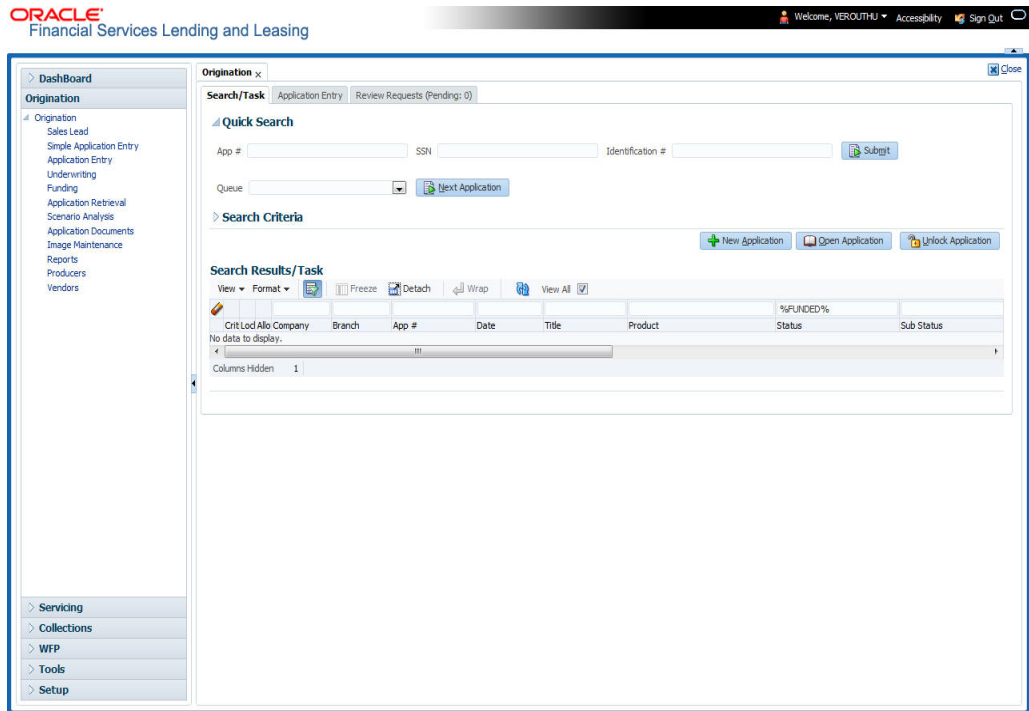 ORACLE®
Financial Services Lending and Leasing
Welcome, VEROUTHU Accessibility Sign Out
Close
DashBoard
Origination
Origination
Sales Lead
Simple Application Entry
Application Entry
Underwriting
Funding
Application Retrieval
Scenario Analysis
Application Documents
Image Maintenance
Reports
Producers
Vendors
Servicing
Collections
WFP
Tools
Setup
Origination x
Search/Task Application Entry Review Requests (Pending: 0)
Quick Search
App # SSN Identification # Submit
Queue Next Application
Search Criteria
New Application Open Application Unlock Application
Search Results/Task
View Format Freeze Detach Wrap View All
%FUNDED%
Crit Lod Allo Company Branch App # Date Title Product Status Sub Status
No data to display.
Columns Hidden 1